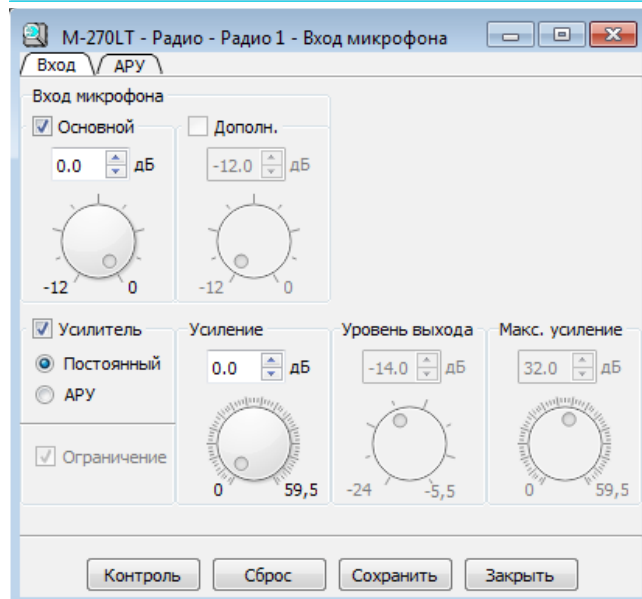 M-270LT - Радио - Радио 1 - Вход микрофона
Вход АРУ
Вход микрофона
Основной Дополн.
0.0 дБ -12.0 дБ
-12 0 -12 0
Усилитель Усиление Уровень выхода Макс. усиление
Постоянный 0.0 дБ -14.0 дБ 32.0 дБ
АРУ
Ограничение
0 59,5 -24 -5,5 0 59,5
Контроль Сброс Сохранить Закрыть